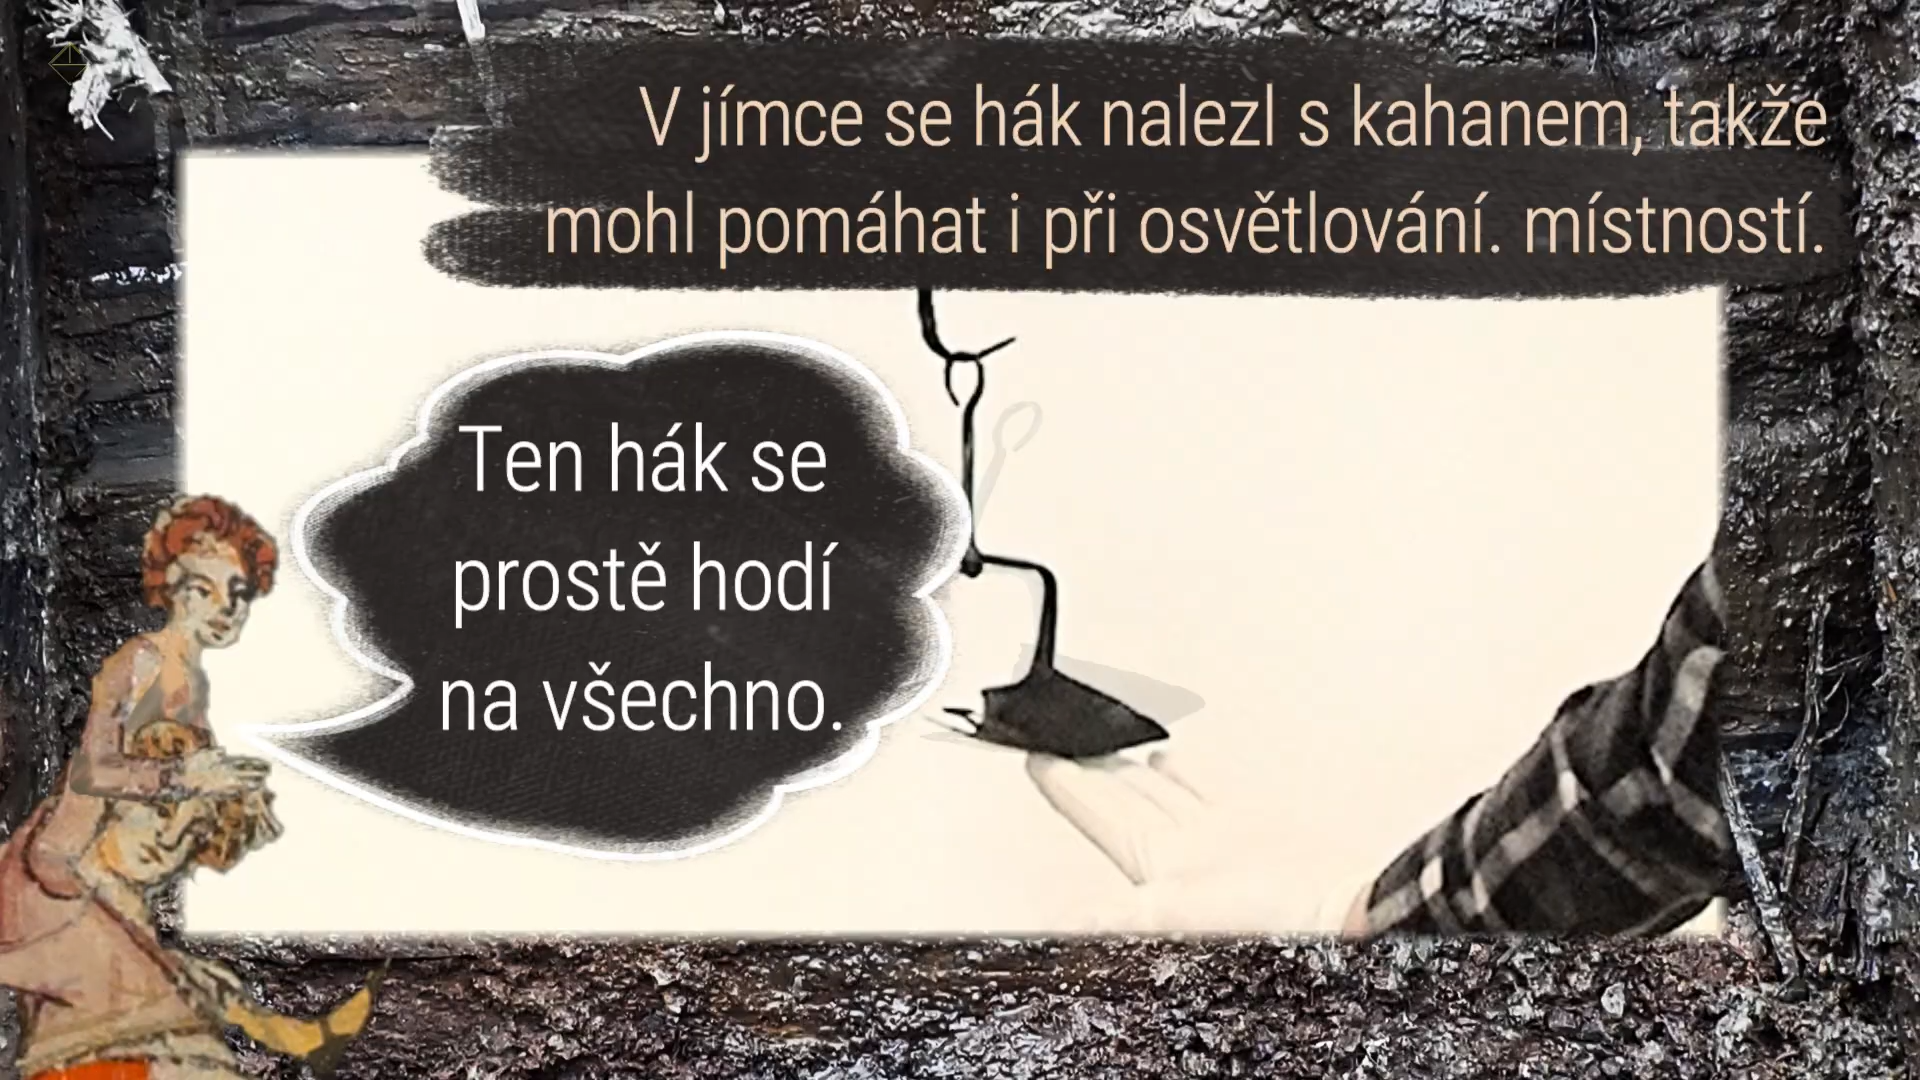 V jímce se hák nalezl s kahanem, takže
mohl pomáhat i při osvětlování. místností.
Ten hák se
prostě hodí
na všechno.